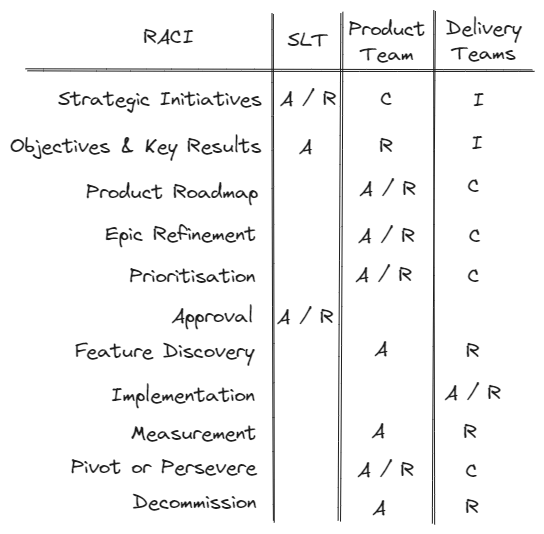 RACI SLT Product Team Delivery Teams
Strategic Initiatives A / R C I
Objectives & Key Results A R I
Product Roadmap A / R C
Epic Refinement A / R C
Prioritisation A / R C
Approval A / R
Feature Discovery A R
Implementation A / R
Measurement A R
Pivot or Persevere A / R C
Decommission A R